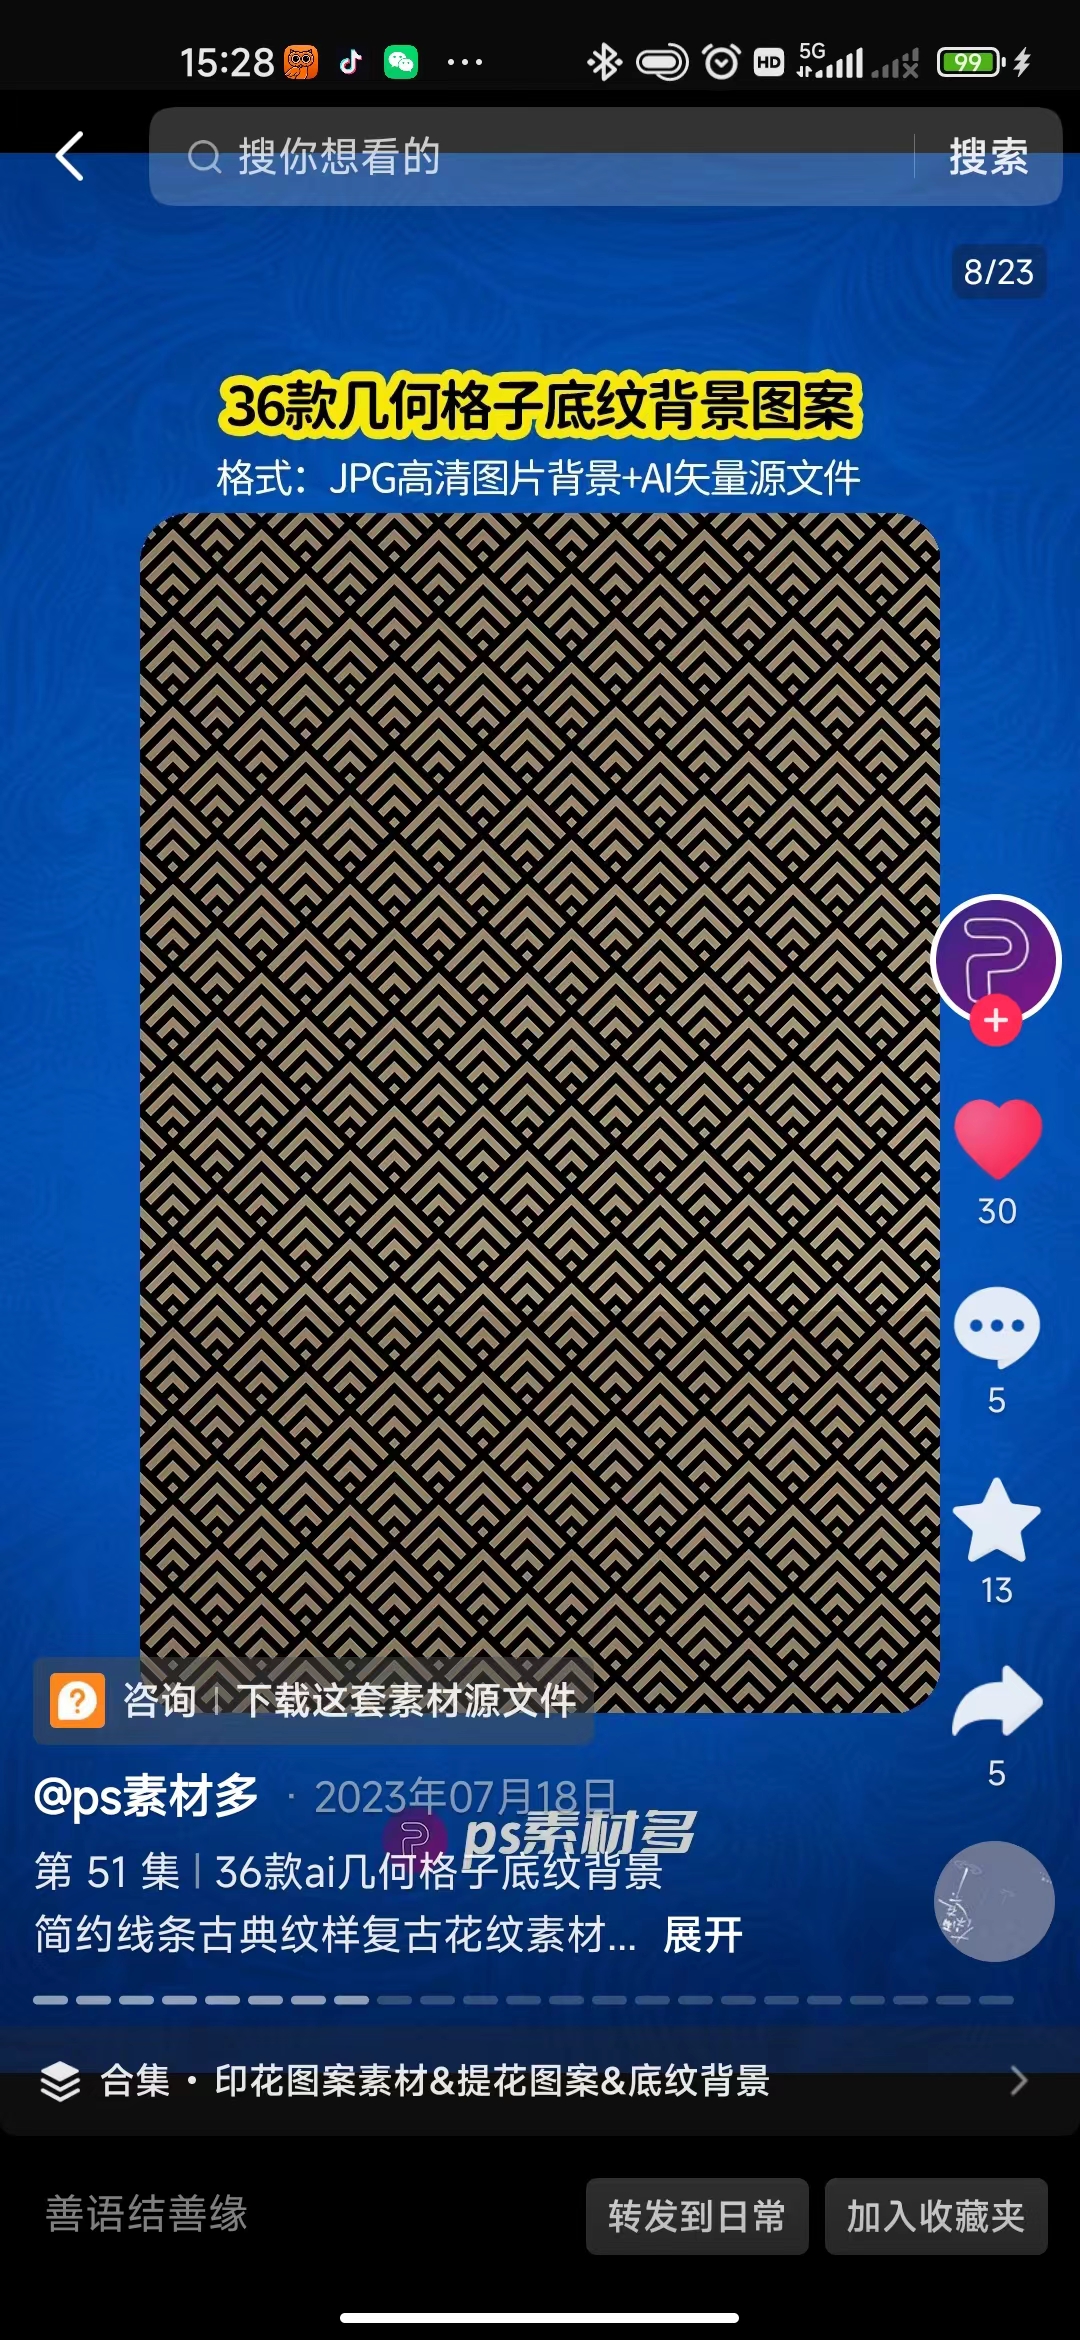 15:28
HD
5G
99
搜你想看的
搜索
8/23
36款几何格子底纹背景图案
格式：JPG高清图片背景+AI矢量源文件
30
5
13
咨询 | 下载这套素材源文件
5
@ps素材多 · 2023年07月18日
ps素材多
第 51 集 | 36款ai几何格子底纹背景
简约线条古典纹样复古花纹素材... 展开
合集 · 印花图案素材&提花图案&底纹背景
善语结善缘
转发到日常
加入收藏夹